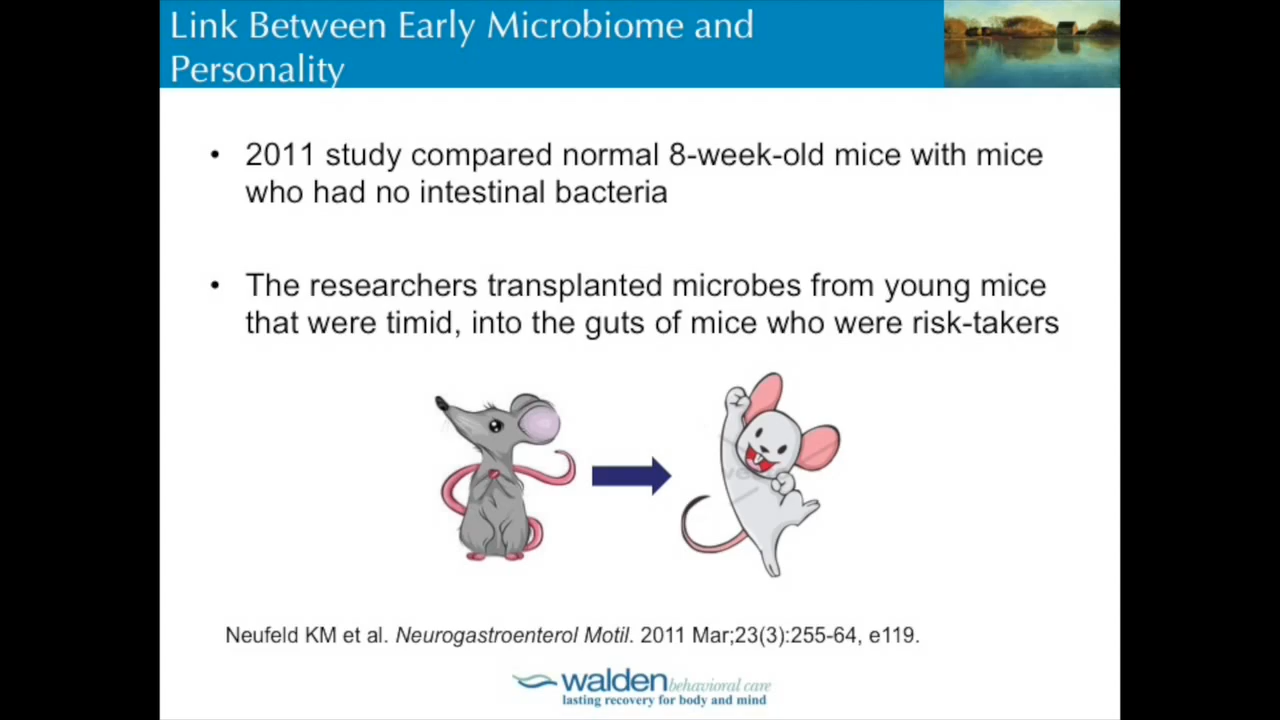 Link Between Early Microbiome and
Personality
• 2011 study compared normal 8-week-old mice with mice
who had no intestinal bacteria
• The researchers transplanted microbes from young mice
that were timid, into the guts of mice who were risk-takers
Neufeld KM et al. Neurogastroenterol Motil. 2011 Mar;23(3):255-64, e119.
walden behavioral care
lasting recovery for body and mind